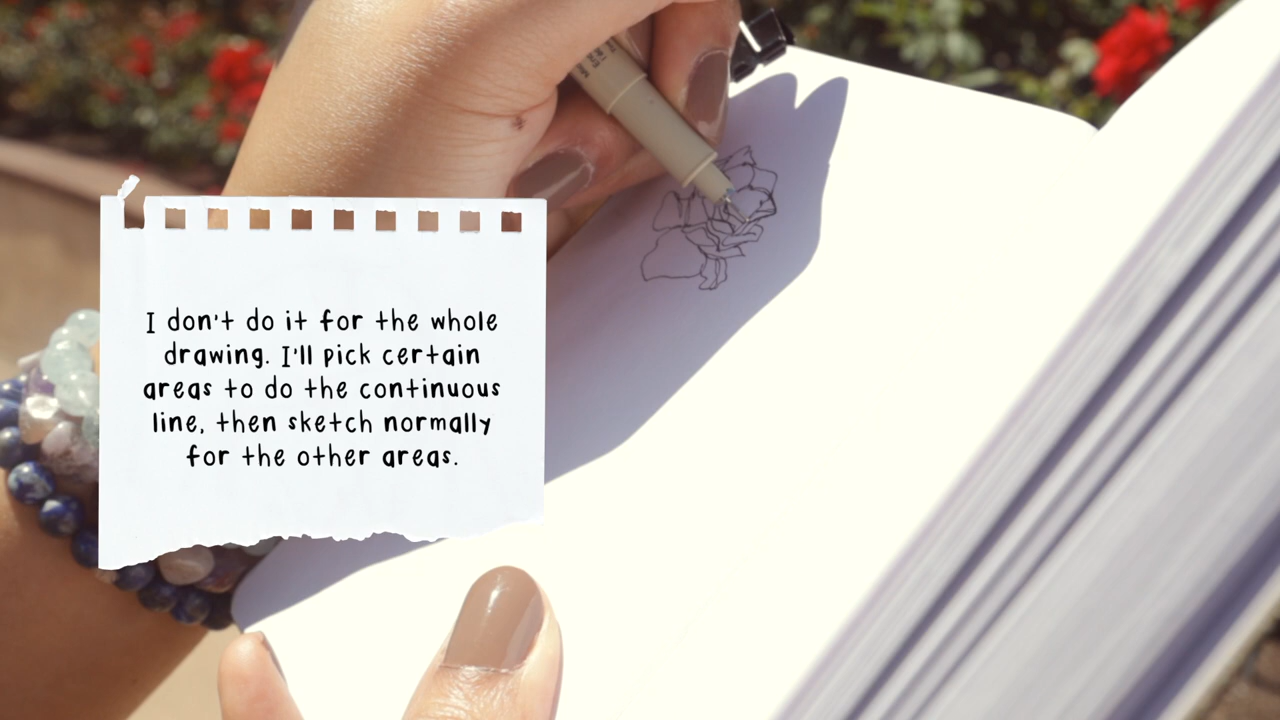 I don't do it for the whole
drawing. I'll pick certain
areas to do the continuous
line, then sketch normally
for the other areas.